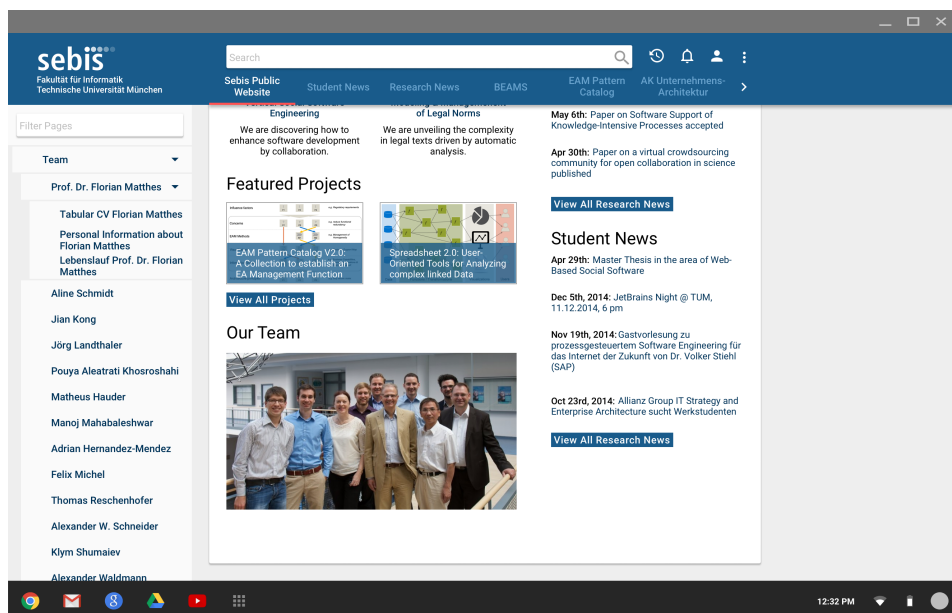 sebis
Fakultät für Informatik
Technische Universität München
Search
Sebis Public
Website
Student News
Research News
BEAMS
EAM Pattern
Catalog
AK Unternehmens-
Architektur
Filter Pages
Team
Prof. Dr. Florian Matthes
Tabular CV Florian Matthes
Personal Information about
Florian Matthes
Lebenslauf Prof. Dr. Florian
Matthes
Aline Schmidt
Jian Kong
Jörg Landthaler
Pouya Aleatrati Khosroshahi
Matheus Hauder
Manoj Mahabaleshwar
Adrian Hernandez-Mendez
Felix Michel
Thomas Reschenhofer
Alexander W. Schneider
Klym Shumaiev
Alexander Waldmann
Engineering
We are discovering how to
enhance software development
by collaboration.
of Legal Norms
We are unveiling the complexity
in legal texts driven by automatic
analysis.
Featured Projects
Influence factors
Concerns
EAM Methods
EAM Pattern Catalog V2.0:
A Collection to establish an
EA Management Function
Spreadsheet 2.0: User-
Oriented Tools for Analyzing
complex linked Data
View All Projects
Our Team
May 6th: Paper on Software Support of
Knowledge-Intensive Processes accepted
Apr 30th: Paper on a virtual crowdsourcing
community for open collaboration in science
published
View All Research News
Student News
Apr 29th: Master Thesis in the area of Web-
Based Social Software
Dec 5th, 2014: JetBrains Night @ TUM,
11.12.2014, 6 pm
Nov 19th, 2014: Gastvorlesung zu
prozessgesteuertem Software Engineering für
das Internet der Zukunft von Dr. Volker Stiehl
(SAP)
Oct 23rd, 2014: Allianz Group IT Strategy and
Enterprise Architecture sucht Werkstudenten
View All Research News
12:32 PM